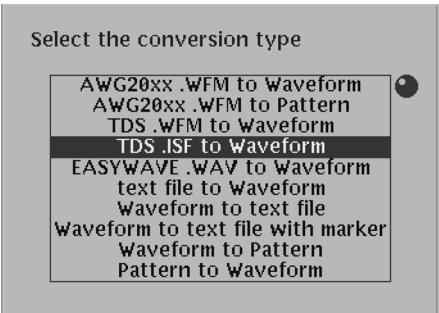 Select the conversion type
AWG20xx .WFM to Waveform
AWG20xx .WFM to Pattern
TDS .WFM to Waveform
TDS .ISF to Waveform
EASYWAVE .WAV to Waveform
text file to Waveform
Waveform to text file
Waveform to text file with marker
Waveform to Pattern
Pattern to Waveform